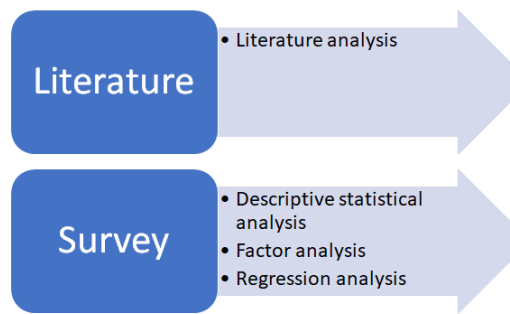 Literature
• Literature analysis
Survey
• Descriptive statistical
analysis
• Factor analysis
• Regression analysis